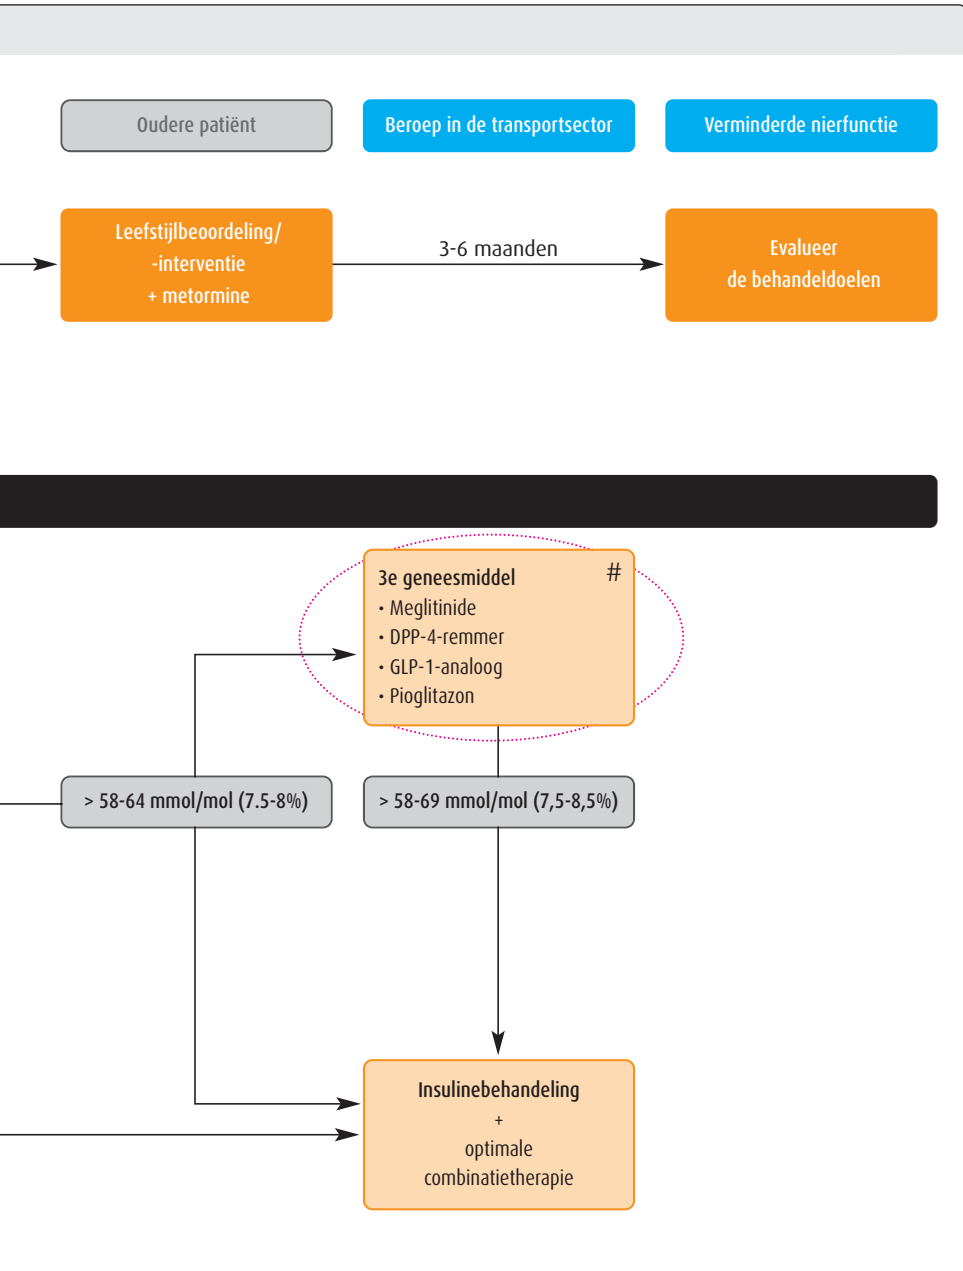 Oudere patiënt
Beroep in de transportsector
Verminderde nierfunctie
Leefstijlbeoordeling/
-interventie
+ metormine
3-6 maanden
Evalueer
de behandeldoelen
3e geneesmiddel #
• Meglitinide
• DPP-4-remmer
• GLP-1-analoog
• Pioglitazon
> 58-64 mmol/mol (7.5-8%)
> 58-69 mmol/mol (7,5-8,5%)
Insulinebehandeling
+
optimale
combinatietherapie